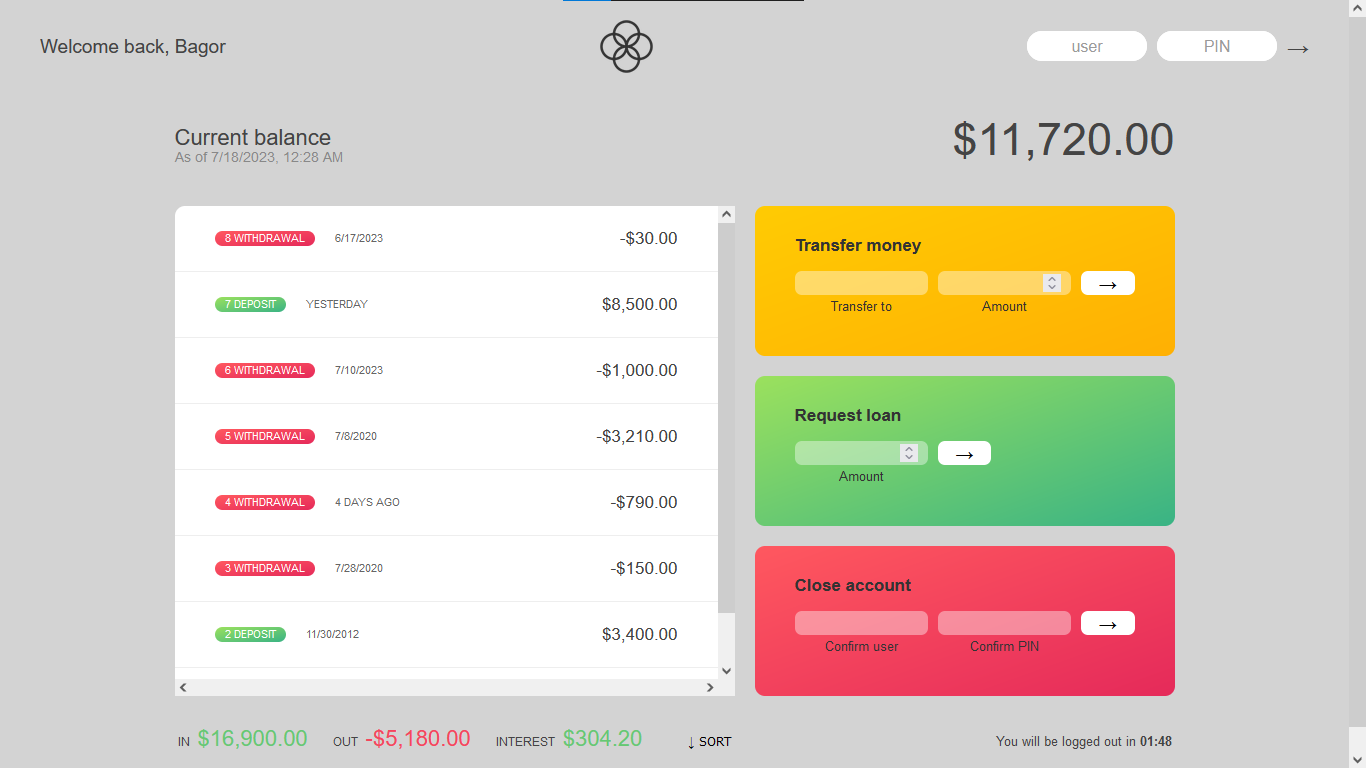 Welcome back, Bagor
user
PIN
→
Current balance
As of 7/18/2023, 12:28 AM
$11,720.00
8 WITHDRAWAL 6/17/2023 -$30.00
7 DEPOSIT YESTERDAY $8,500.00
6 WITHDRAWAL 7/10/2023 -$1,000.00
5 WITHDRAWAL 7/8/2020 -$3,210.00
4 WITHDRAWAL 4 DAYS AGO -$790.00
3 WITHDRAWAL 7/28/2020 -$150.00
2 DEPOSIT 11/30/2012 $3,400.00
Transfer money
→
Transfer to Amount
Request loan
→
Amount
Close account
→
Confirm user Confirm PIN
IN $16,900.00 OUT -$5,180.00 INTEREST $304.20 ↓ SORT
You will be logged out in 01:48